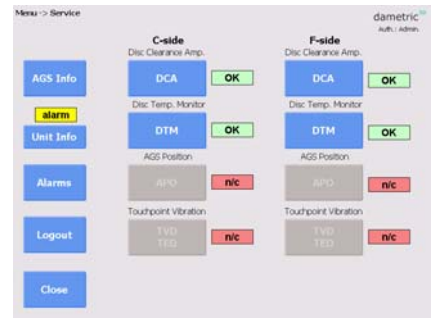 Menu -> Service
dametric
Auth.: Admin.
C-side
F-side
Disc Clearance Amp.
Disc Clearance Amp.
AGS Info
DCA
OK
DCA
OK
Disc Temp. Monitor
Disc Temp. Monitor
alarm
Unit Info
DTM
OK
DTM
OK
AGS Position
AGS Position
Alarms
APO
n/c
APO
n/c
Touchpoint Vibration
Touchpoint Vibration
Logout
TVD
TED
n/c
TVD
TED
n/c
Close